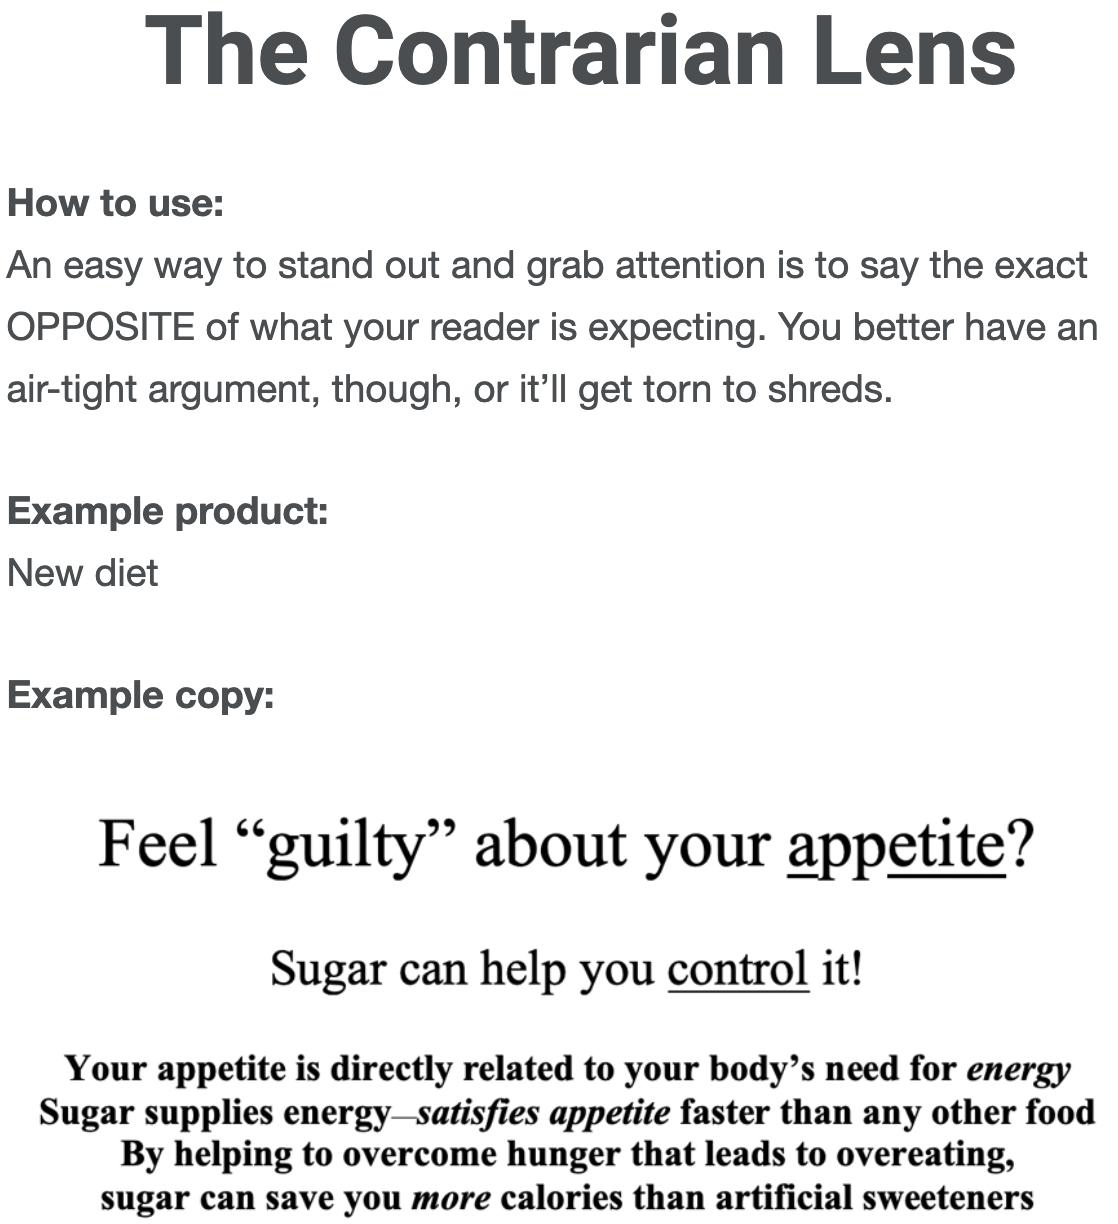 The Contrarian Lens
How to use:
An easy way to stand out and grab attention is to say the exact
OPPOSITE of what your reader is expecting. You better have an
air-tight argument, though, or it’ll get torn to shreds.
Example product:
New diet
Example copy:
Feel “guilty” about your appetite?
Sugar can help you control it!
Your appetite is directly related to your body’s need for energy
Sugar supplies energy—satisfies appetite faster than any other food
By helping to overcome hunger that leads to overeating,
sugar can save you more calories than artificial sweeteners